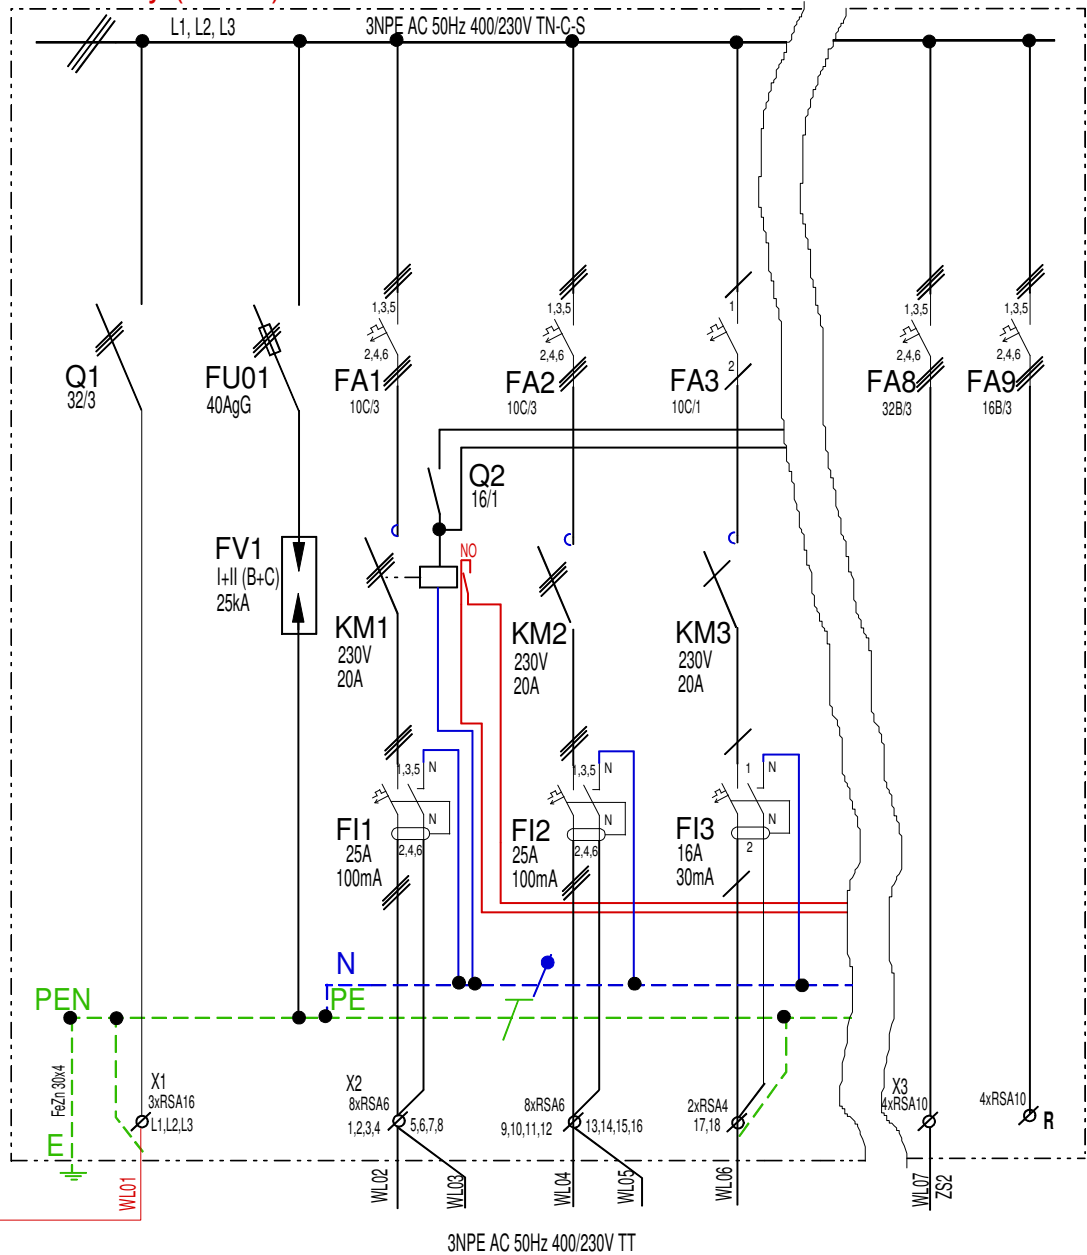 L1, L2, L3
3NPE AC 50Hz 400/230V TN-C-S
Q1
32/3
FU01
40AgG
1,3,5
2,4,6
FA1
10C/3
1,3,5
2,4,6
FA2
10C/3
1
2
FA3
10C/1
1,3,5
2,4,6
FA8
32B/3
1,3,5
2,4,6
FA9
16B/3
Q2
16/1
FV1
I+II (B+C)
25kA
NO
KM1
230V
20A
KM2
230V
20A
KM3
230V
20A
1,3,5
N
N
2,4,6
FI1
25A
100mA
1,3,5
N
N
2,4,6
FI2
25A
100mA
1
N
N
2
FI3
16A
30mA
N
PEN
PE
FeZn 30x4
E
X1
3xRSA16
L1,L2,L3
X2
8xRSA6
1,2,3,4
5,6,7,8
8xRSA6
9,10,11,12
13,14,15,16
2xRSA4
17,18
X3
4xRSA10
4xRSA10
R
WL01
WL02
WL03
WL04
WL05
WL06
WL07
ZS2
3NPE AC 50Hz 400/230V TT